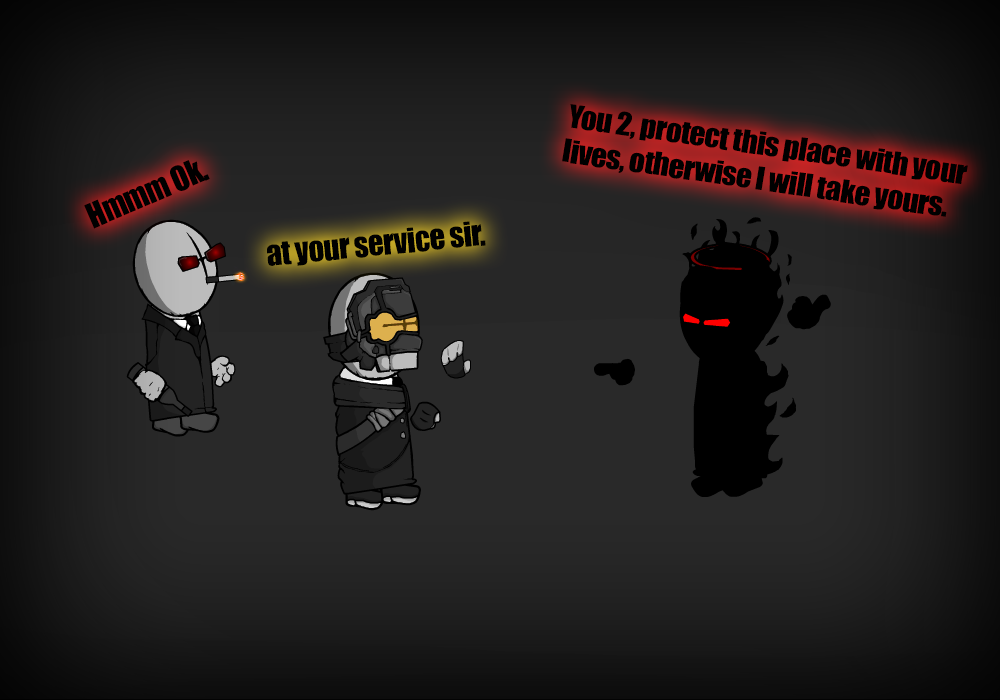 You 2, protect this place with your
lives, otherwise I will take yours.
Hmmm Ok.
at your service sir.